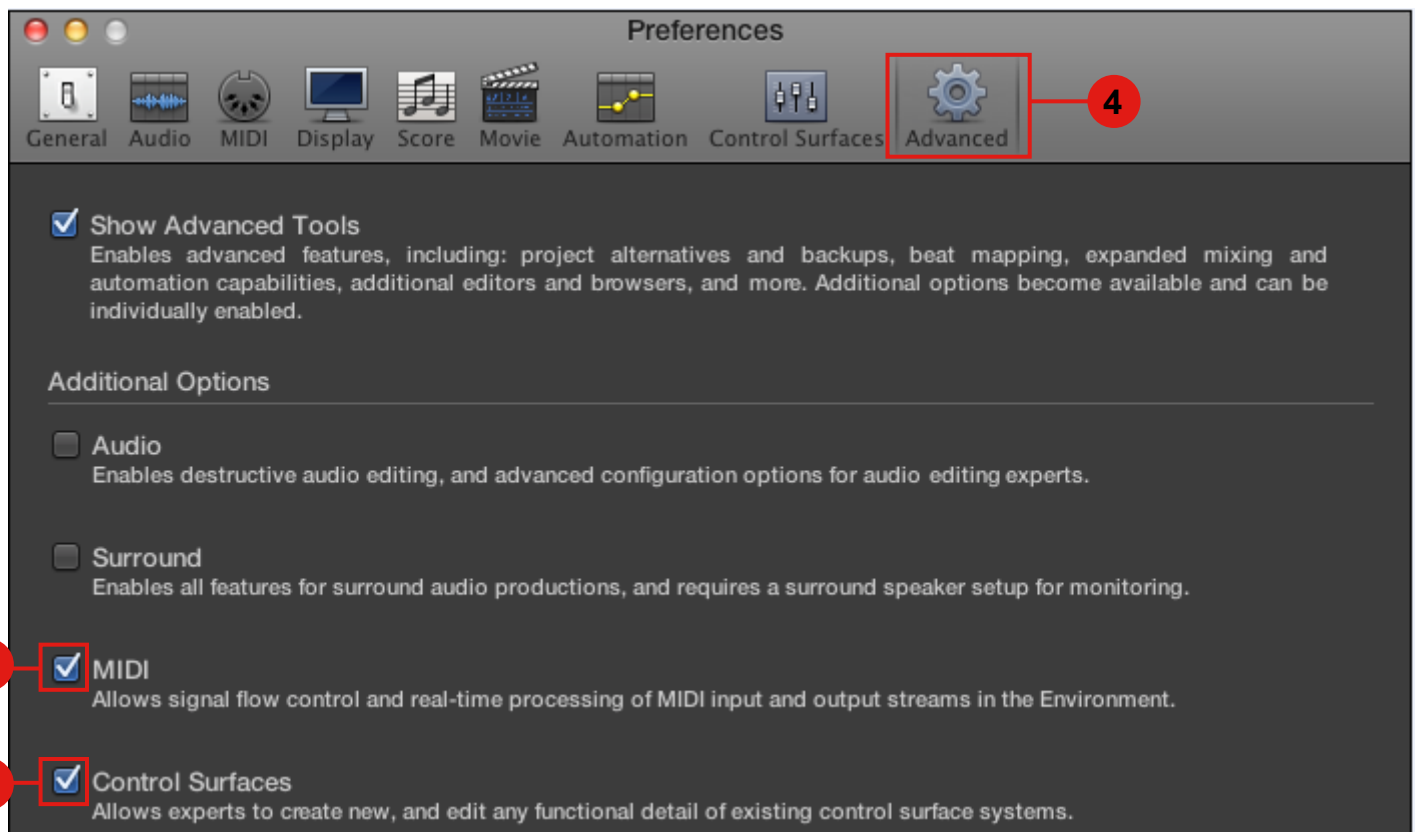 Preferences
General Audio MIDI Display Score Movie Automation Control Surfaces Advanced
4
Show Advanced Tools
Enables advanced features, including: project alternatives and backups, beat mapping, expanded mixing and
automation capabilities, additional editors and browsers, and more. Additional options become available and can be
individually enabled.
Additional Options
Audio
Enables destructive audio editing, and advanced configuration options for audio editing experts.
Surround
Enables all features for surround audio productions, and requires a surround speaker setup for monitoring.
MIDI
Allows signal flow control and real-time processing of MIDI input and output streams in the Environment.
Control Surfaces
Allows experts to create new, and edit any functional detail of existing control surface systems.